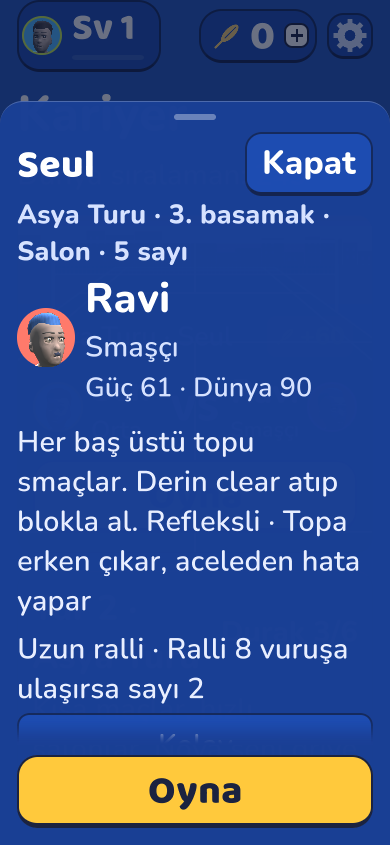 Sv 1
0
Kariyer
Seul
Kapat
Asya Turu · 3. basamak ·
Salon · 5 sayı
Ravi
Smaşçı
Güç 61 · Dünya 90
Her baş üstü topu
smaçlar. Derin clear atıp
blokla al. Refleksli · Topa
erken çıkar, aceleden hata
yapar
Uzun ralli · Ralli 8 vuruşa
ulaşırsa sayı 2
Kolay
Oyna